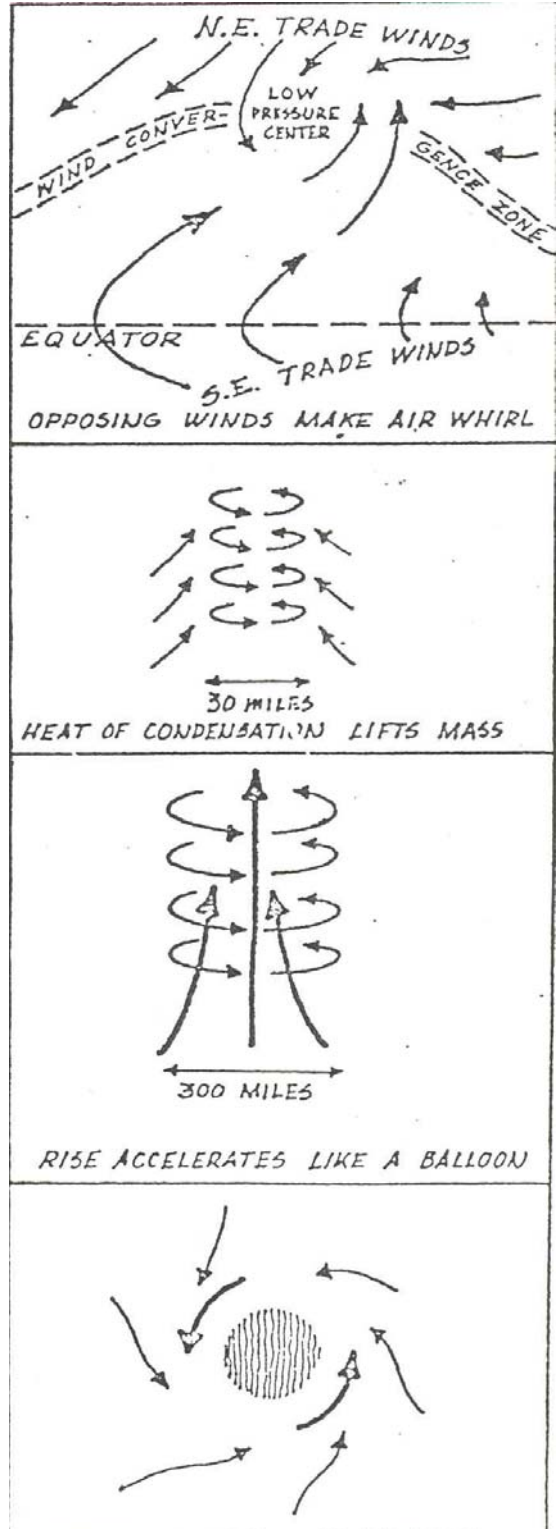 N.E. TRADE WINDS
LOW
PRESSURE
CENTER
WIND CONVER-
GENCE ZONE
EQUATOR
S.E. TRADE WINDS
OPPOSING WINDS MAKE AIR WHIRL
30 MILES
HEAT OF CONDENSATION LIFTS MASS
300 MILES
RISE ACCELERATES LIKE A BALLOON